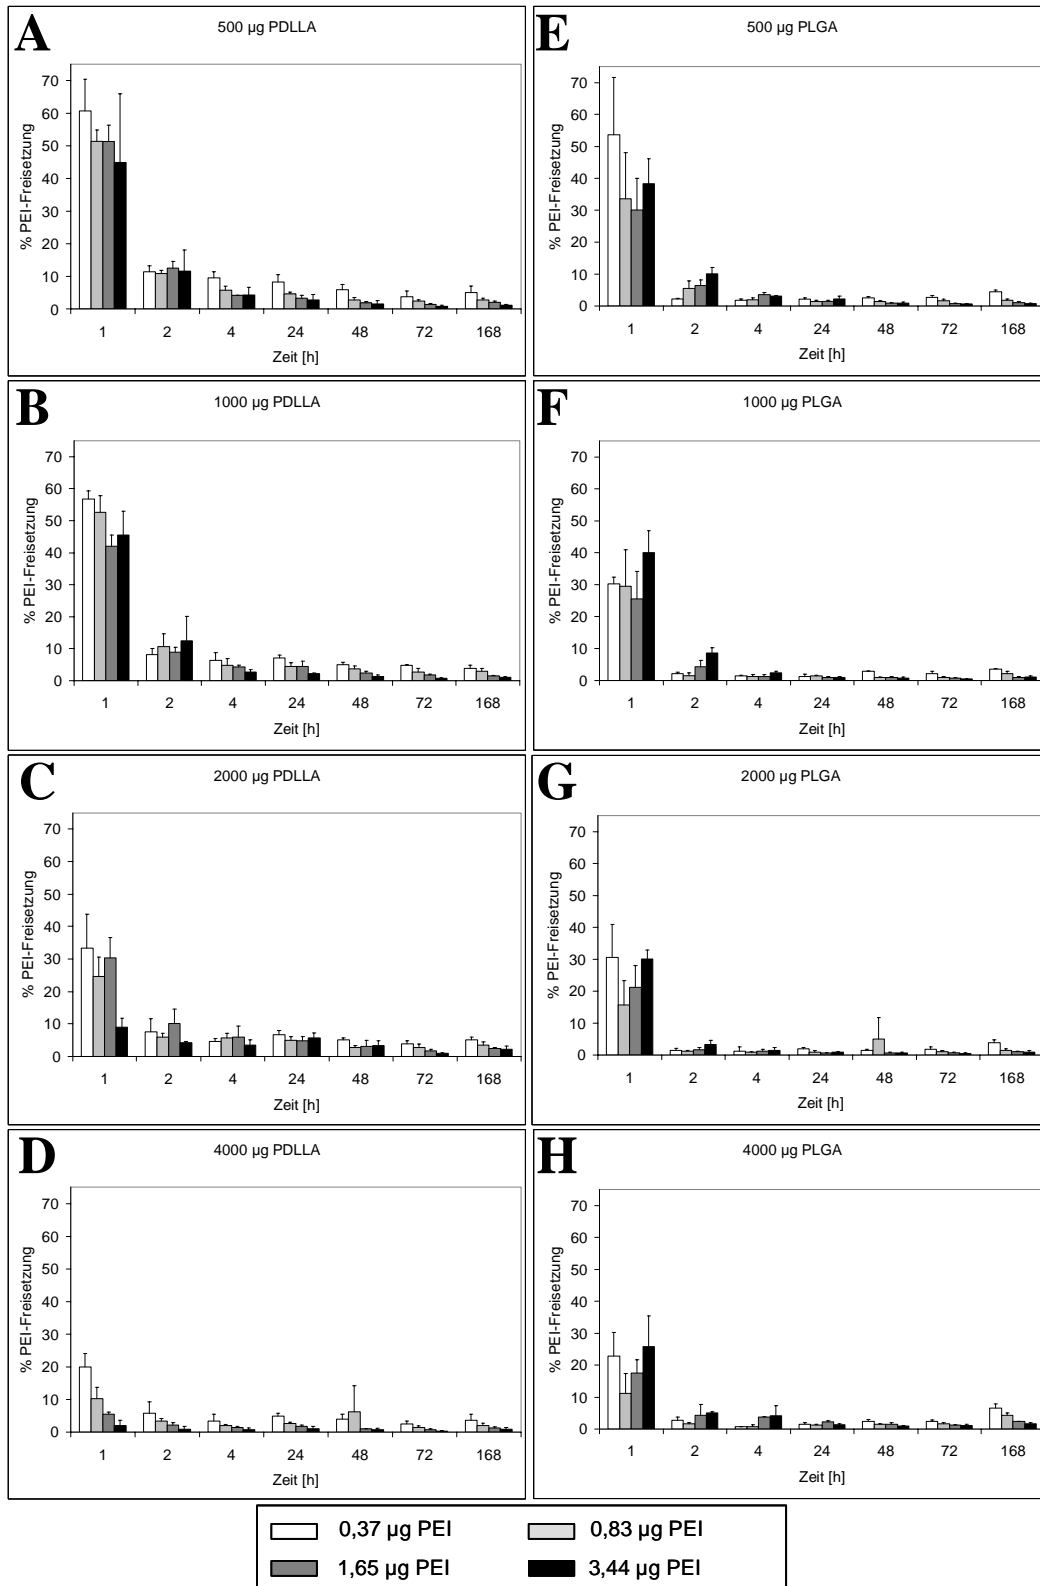 A
500 µg PDLLA
% PEI-Freisetzung
70
60
50
40
30
20
10
0
1 2 4 24 48 72 168
Zeit [h]
E
500 µg PLGA
% PEI-Freisetzung
70
60
50
40
30
20
10
0
1 2 4 24 48 72 168
Zeit [h]
B
1000 µg PDLLA
% PEI-Freisetzung
70
60
50
40
30
20
10
0
1 2 4 24 48 72 168
Zeit [h]
F
1000 µg PLGA
% PEI-Freisetzung
70
60
50
40
30
20
10
0
1 2 4 24 48 72 168
Zeit [h]
C
2000 µg PDLLA
% PEI-Freisetzung
70
60
50
40
30
20
10
0
1 2 4 24 48 72 168
Zeit [h]
G
2000 µg PLGA
% PEI-Freisetzung
70
60
50
40
30
20
10
0
1 2 4 24 48 72 168
Zeit [h]
D
4000 µg PDLLA
% PEI-Freisetzung
70
60
50
40
30
20
10
0
1 2 4 24 48 72 168
Zeit [h]
H
4000 µg PLGA
% PEI-Freisetzung
70
60
50
40
30
20
10
0
1 2 4 24 48 72 168
Zeit [h]
0,37 µg PEI 0,83 µg PEI
1,65 µg PEI 3,44 µg PEI